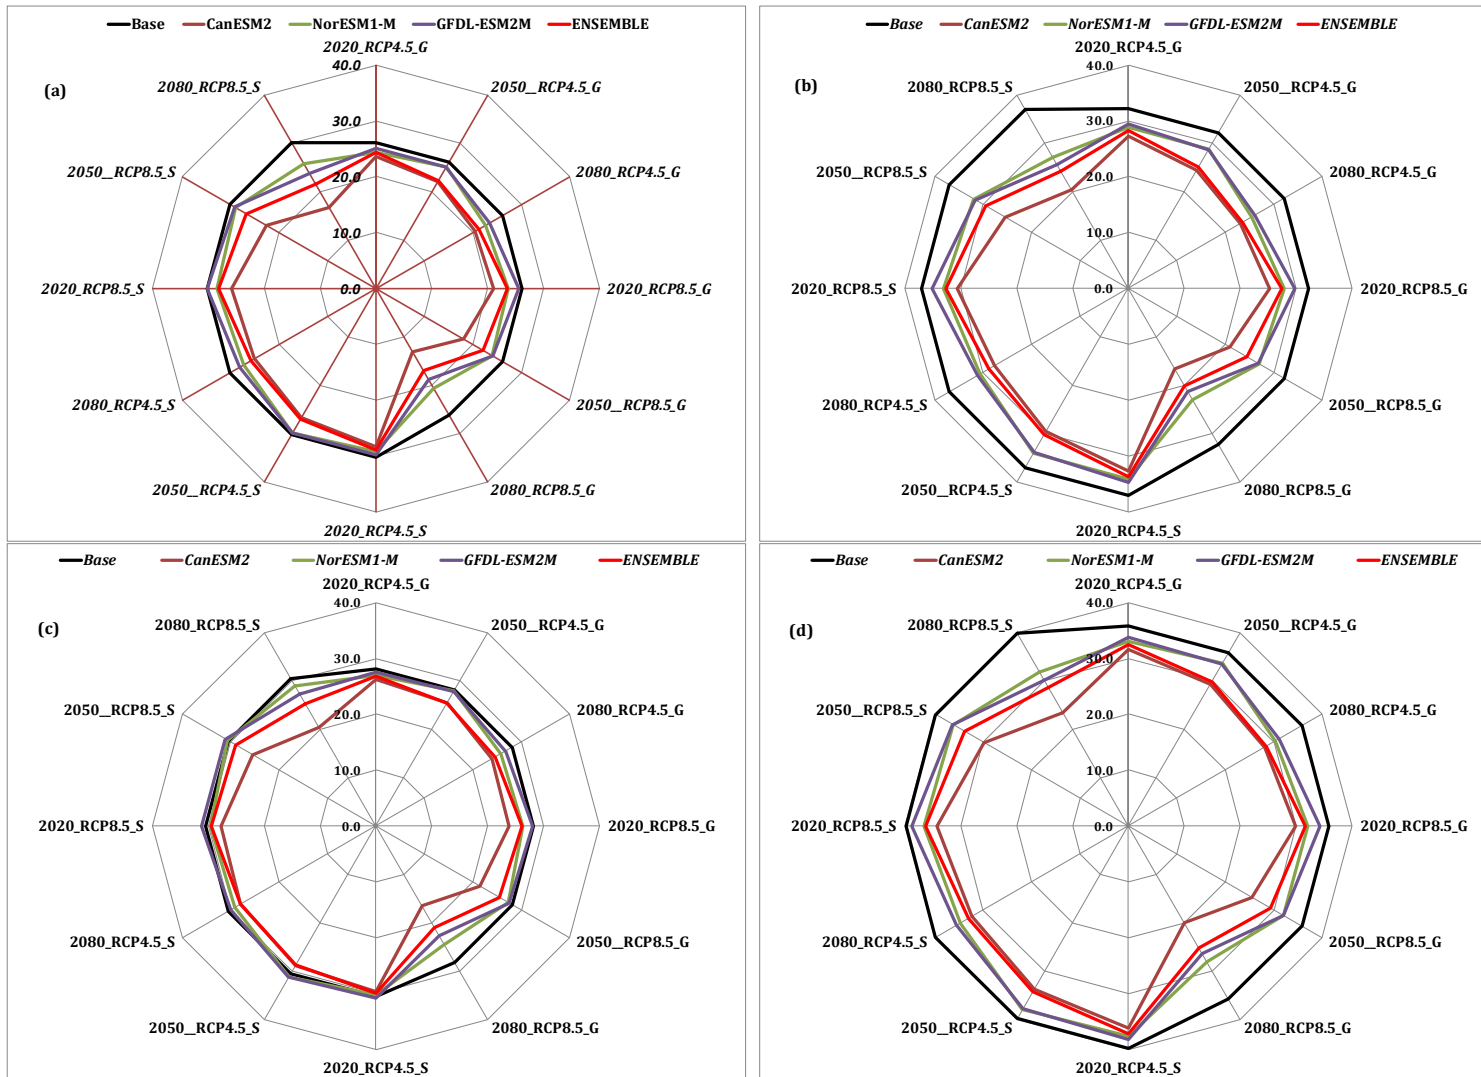 Base CanESM2 NorESM1-M GFDL-ESM2M ENSEMBLE
(a)
2020_RCP4.5_G
2050__RCP4.5_G
2080_RCP4.5_G
2020_RCP8.5_G
2050__RCP8.5_G
2080_RCP8.5_G
2020_RCP4.5_S
2050__RCP4.5_S
2080_RCP4.5_S
2020_RCP8.5_S
2050__RCP8.5_S
2080_RCP8.5_S
40.0
30.0
20.0
10.0
0.0
Base CanESM2 NorESM1-M GFDL-ESM2M ENSEMBLE
(b)
2020_RCP4.5_G
2050__RCP4.5_G
2080_RCP4.5_G
2020_RCP8.5_G
2050__RCP8.5_G
2080_RCP8.5_G
2020_RCP4.5_S
2050__RCP4.5_S
2080_RCP4.5_S
2020_RCP8.5_S
2050__RCP8.5_S
2080_RCP8.5_S
40.0
30.0
20.0
10.0
0.0
Base CanESM2 NorESM1-M GFDL-ESM2M ENSEMBLE
(c)
2020_RCP4.5_G
2050__RCP4.5_G
2080_RCP4.5_G
2020_RCP8.5_G
2050__RCP8.5_G
2080_RCP8.5_G
2020_RCP4.5_S
2050__RCP4.5_S
2080_RCP4.5_S
2020_RCP8.5_S
2050__RCP8.5_S
2080_RCP8.5_S
40.0
30.0
20.0
10.0
0.0
Base CanESM2 NorESM1-M GFDL-ESM2M ENSEMBLE
(d)
2020_RCP4.5_G
2050__RCP4.5_G
2080_RCP4.5_G
2020_RCP8.5_G
2050__RCP8.5_G
2080_RCP8.5_G
2020_RCP4.5_S
2050__RCP4.5_S
2080_RCP4.5_S
2020_RCP8.5_S
2050__RCP8.5_S
2080_RCP8.5_S
40.0
30.0
20.0
10.0
0.0